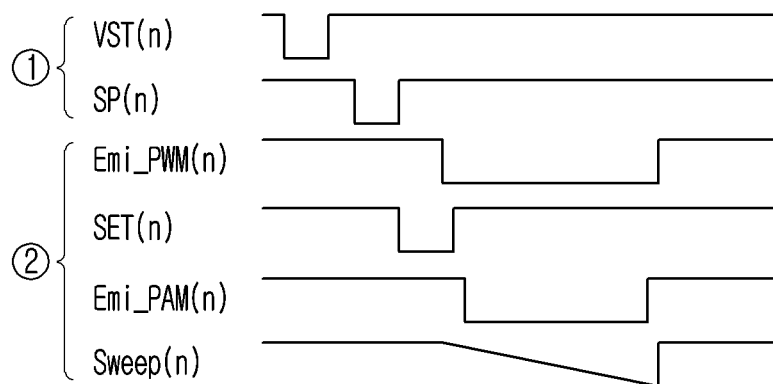 ①
VST(n)
SP(n)
②
Emi_PWM(n)
SET(n)
Emi_PAM(n)
Sweep(n)